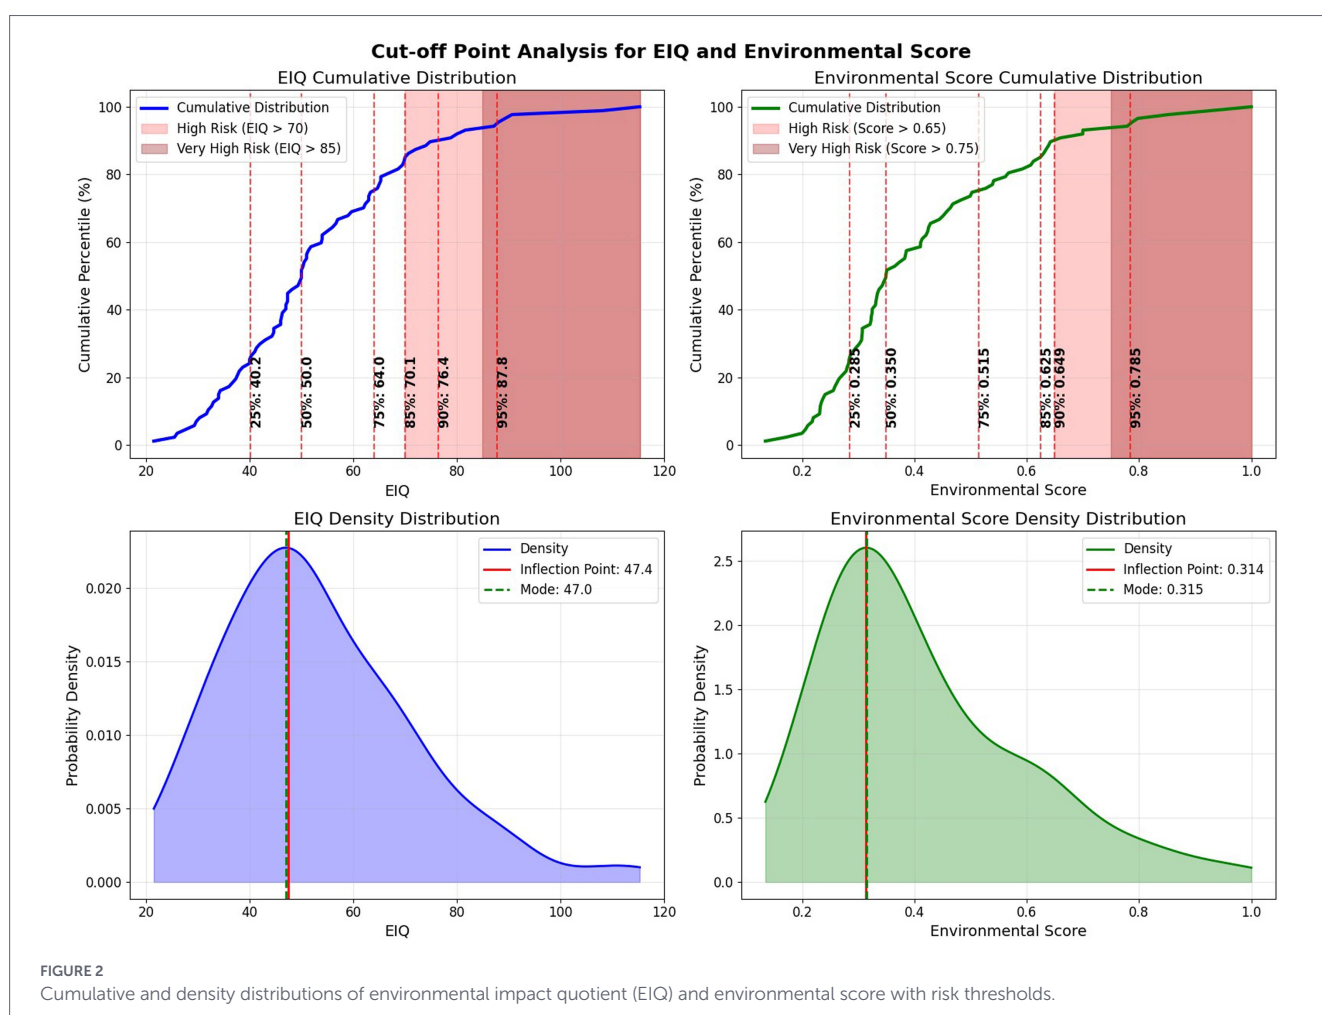 Cut-off Point Analysis for EIQ and Environmental Score
EIQ Cumulative Distribution
Cumulative Distribution
High Risk (EIQ > 70)
Very High Risk (EIQ > 85)
Cumulative Percentile (%)
100
80
60
40
20
0
25%: 40.2
50%: 50.0
75%: 64.0
85%: 70.1
90%: 76.4
95%: 87.8
20
40
60
80
100
120
EIQ
Environmental Score Cumulative Distribution
Cumulative Distribution
High Risk (Score > 0.65)
Very High Risk (Score > 0.75)
Cumulative Percentile (%)
100
80
60
40
20
0
25%: 0.285
50%: 0.350
75%: 0.515
85%: 0.625
90%: 0.649
95%: 0.785
0.2
0.4
0.6
0.8
1.0
Environmental Score
EIQ Density Distribution
Density
Inflection Point: 47.4
Mode: 47.0
Probability Density
0.020
0.015
0.010
0.005
0.000
20
40
60
80
100
120
EIQ
Environmental Score Density Distribution
Density
Inflection Point: 0.314
Mode: 0.315
Probability Density
2.5
2.0
1.5
1.0
0.5
0.0
0.2
0.4
0.6
0.8
1.0
Environmental Score
FIGURE 2
Cumulative and density distributions of environmental impact quotient (EIQ) and environmental score with risk thresholds.